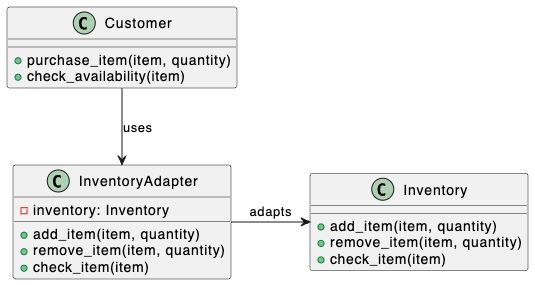 C Customer
purchase_item(item, quantity)
check_availability(item)
uses
C InventoryAdapter
inventory: Inventory
add_item(item, quantity)
remove_item(item, quantity)
check_item(item)
adapts
C Inventory
add_item(item, quantity)
remove_item(item, quantity)
check_item(item)